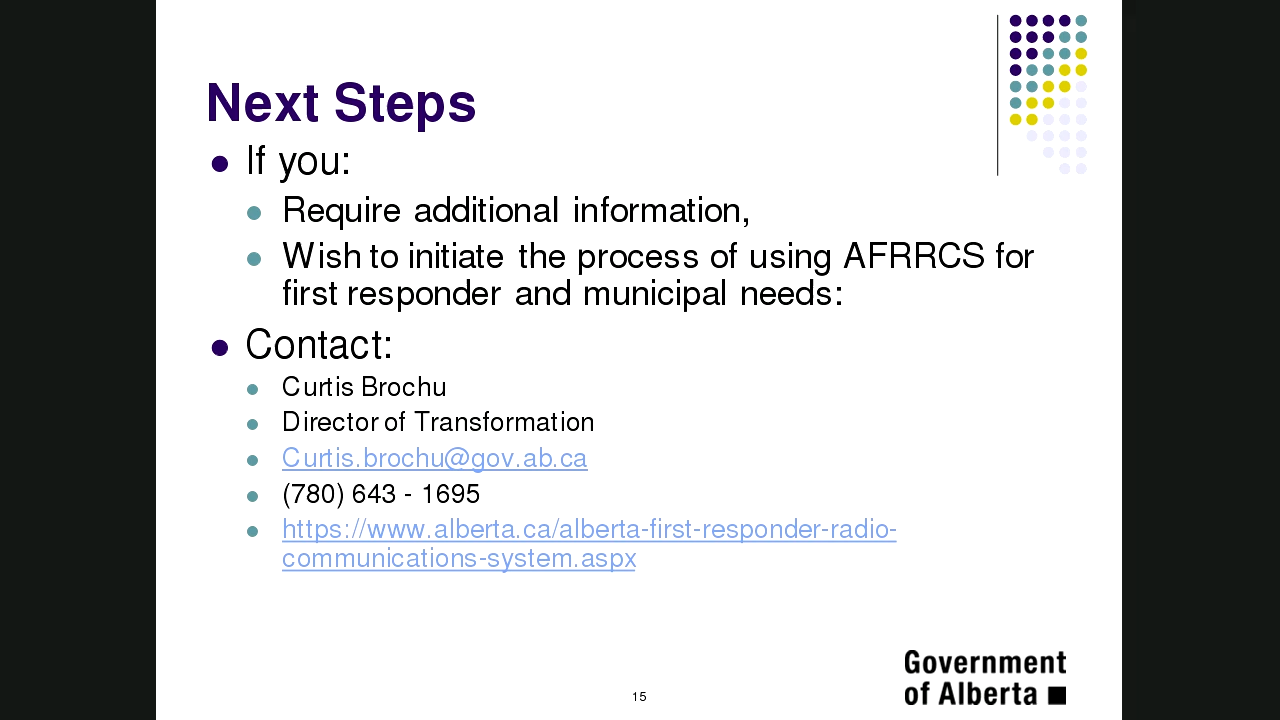 Next Steps
If you:
Require additional information,
Wish to initiate the process of using AFRRCS for
first responder and municipal needs:
Contact:
Curtis Brochu
Director of Transformation
Curtis.brochu@gov.ab.ca
(780) 643 - 1695
https://www.alberta.ca/alberta-first-responder-radio-
communications-system.aspx
15
Government
of Alberta